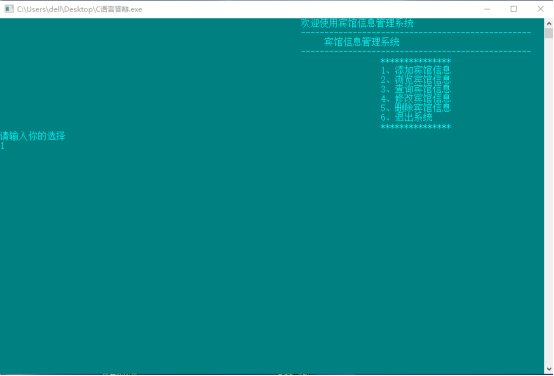 C:\Users\dell\Desktop\C语言营帐.exe
欢迎使用宾馆信息管理系统
------------------------------------------------
宾馆信息管理系统
------------------------------------------------
***************
1、添加宾馆信息
2、浏览宾馆信息
3、查询宾馆信息
4、修改宾馆信息
5、删除宾馆信息
6、退出系统
***************
请输入你的选择
1